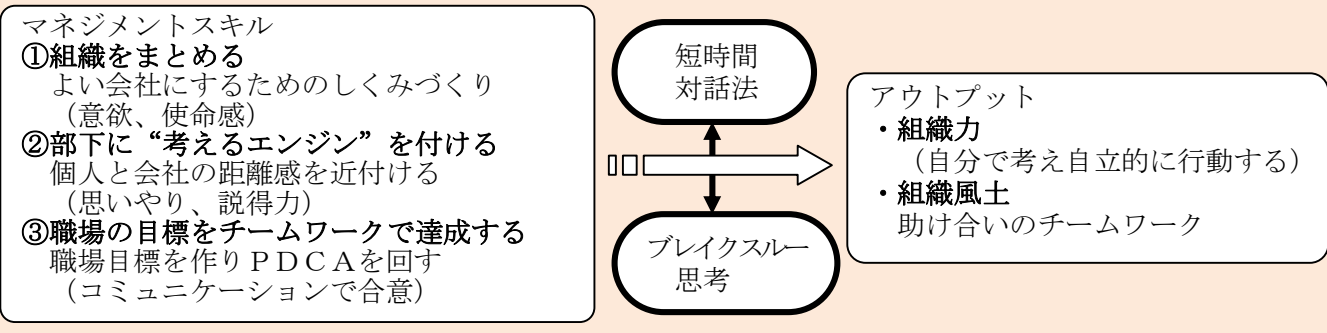 マネジメントスキル
①組織をまとめる
よい会社にするためのしくみづくり
（意欲、使命感）
②部下に“考えるエンジン”を付ける
個人と会社の距離感を近付ける
（思いやり、説得力）
③職場の目標をチームワークで達成する
職場目標を作りＰＤＣＡを回す
（コミュニケーションで合意）
短時間
対話法
ブレイクスルー
思考
アウトプット
・組織力
（自分で考え自立的に行動する）
・組織風土
助け合いのチームワーク